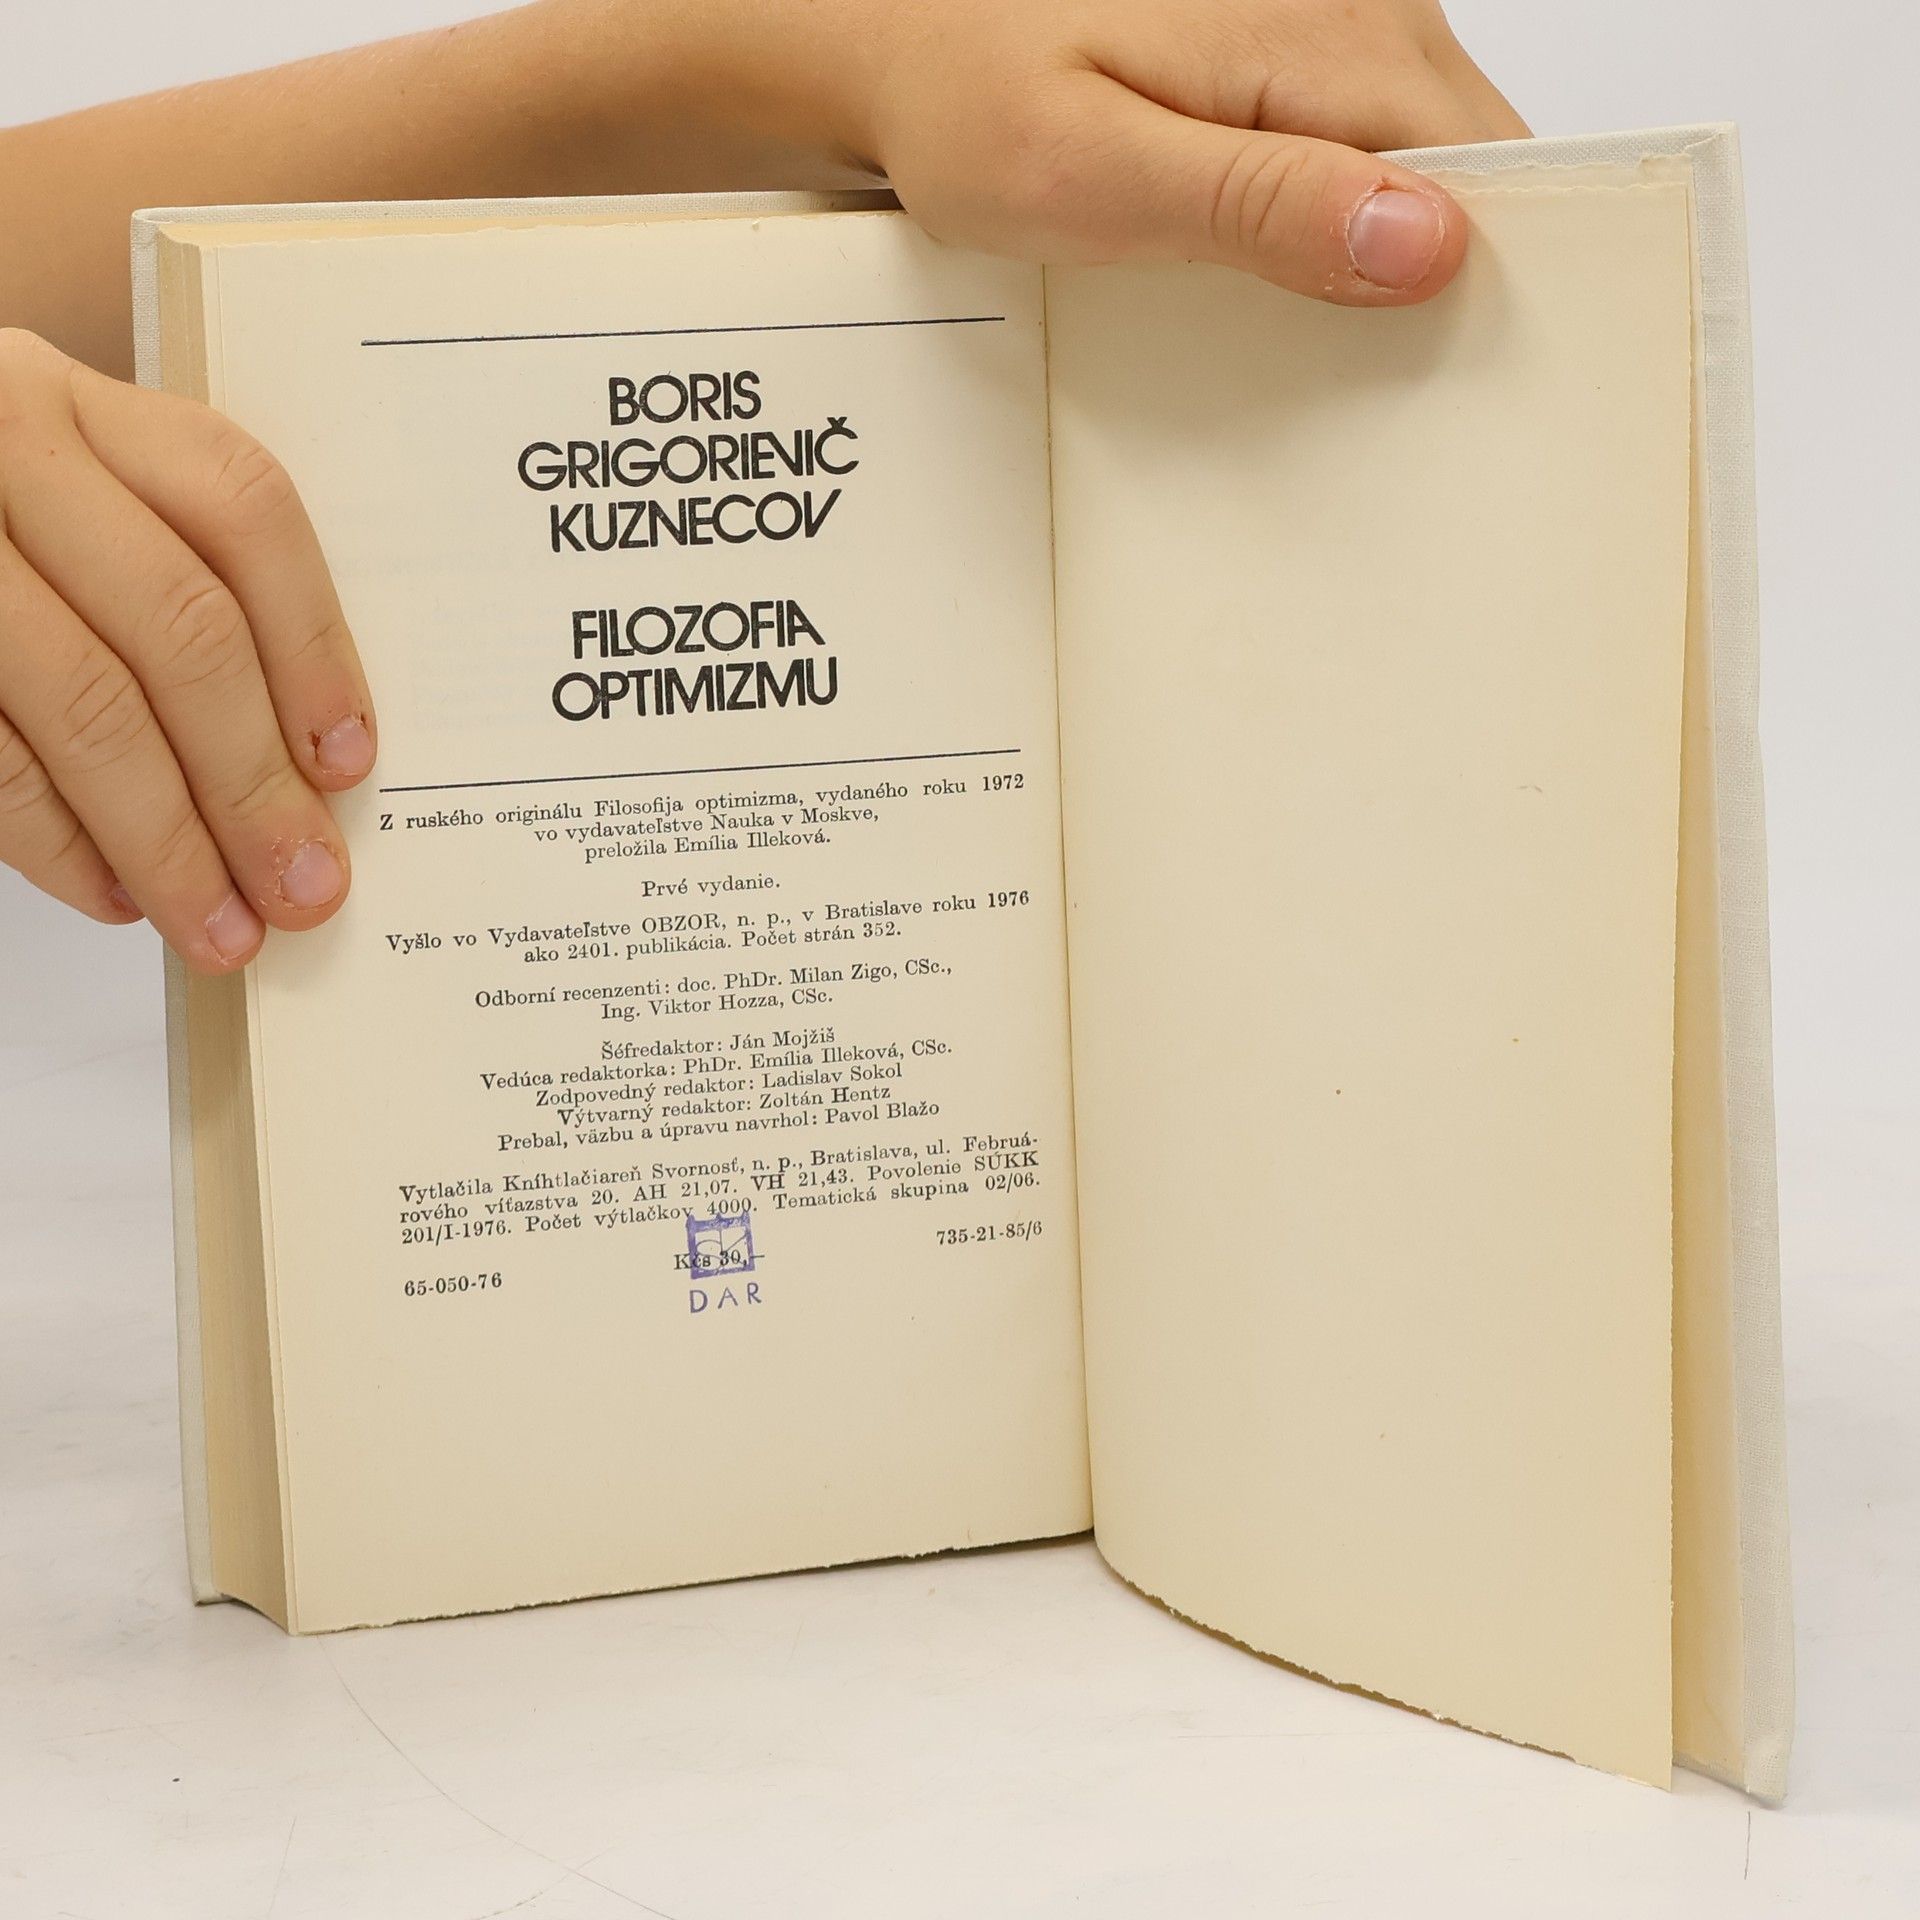 BORIS
GRIGORIEVIČ
KUZNECOV
FILOZOFIA
OPTIMIZMU
Z ruského originálu Filosofija optimizma, vydaného roku 1972
vo vydavateľstve Nauka v Moskve,
preložila Emília Illeková.
Prvé vydanie.
Vyšlo vo Vydavateľstve OBZOR, n. p., v Bratislave roku 1976
ako 2401. publikácia. Počet strán 352.
Odborní recenzenti: doc. PhDr. Milan Zigo, CSc.,
Ing. Viktor Hozza, CSc.
Šéfredaktor: Ján Mojžiš
Vedúca redaktorka: PhDr. Emília Illeková, CSc.
Zodpovedný redaktor: Ladislav Sokol
Výtvarný redaktor: Zoltán Hentz
Prebal, väzbu a úpravu navrhol: Pavol Blažo
Vytlačila Kníhtlačiareň Svornosť, n. p., Bratislava, ul. Februá-
rového víťazstva 20. AH 21,07. VH 21,43. Povolenie SÚKK
201/I-1976. Počet výtlačkov 4000. Tematická skupina 02/06.
735-21-85/6
Kčs 30,—
65-050-76
DAR